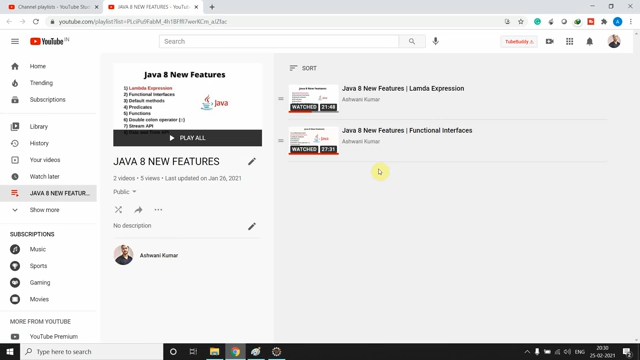 Channel playlists - YouTube Stud
JAVA 8 NEW FEATURES - YouTube
youtube.com/playlist?list=PLciPu9FabM_4h1BFf87werKCm_aJZfac
YouTube IN
Search
TubeBuddy
Home
Trending
Subscriptions
Library
History
Your videos
Watch later
JAVA 8 NEW FEATUR...
Show more
SUBSCRIPTIONS
Music
Sports
Gaming
Movies
MORE FROM YOUTUBE
YouTube Premium
Java 8 New Features
1) Lambda Expression
2) Functional Interfaces
3) Default methods
4) Predicates
5) Functions
6) Double colon operator (::)
7) Stream API
Java
PLAY ALL
JAVA 8 NEW FEATURES
2 videos • 5 views • Last updated on Jan 26, 2021
Public
No description
Ashwani Kumar
SORT
WATCHED 21:48
Java 8 New Features | Lamda Expression
Ashwani Kumar
WATCHED 27:31
Java 8 New Features | Functional Interfaces
Ashwani Kumar
Type here to search
ENG
20:30
25-02-2021